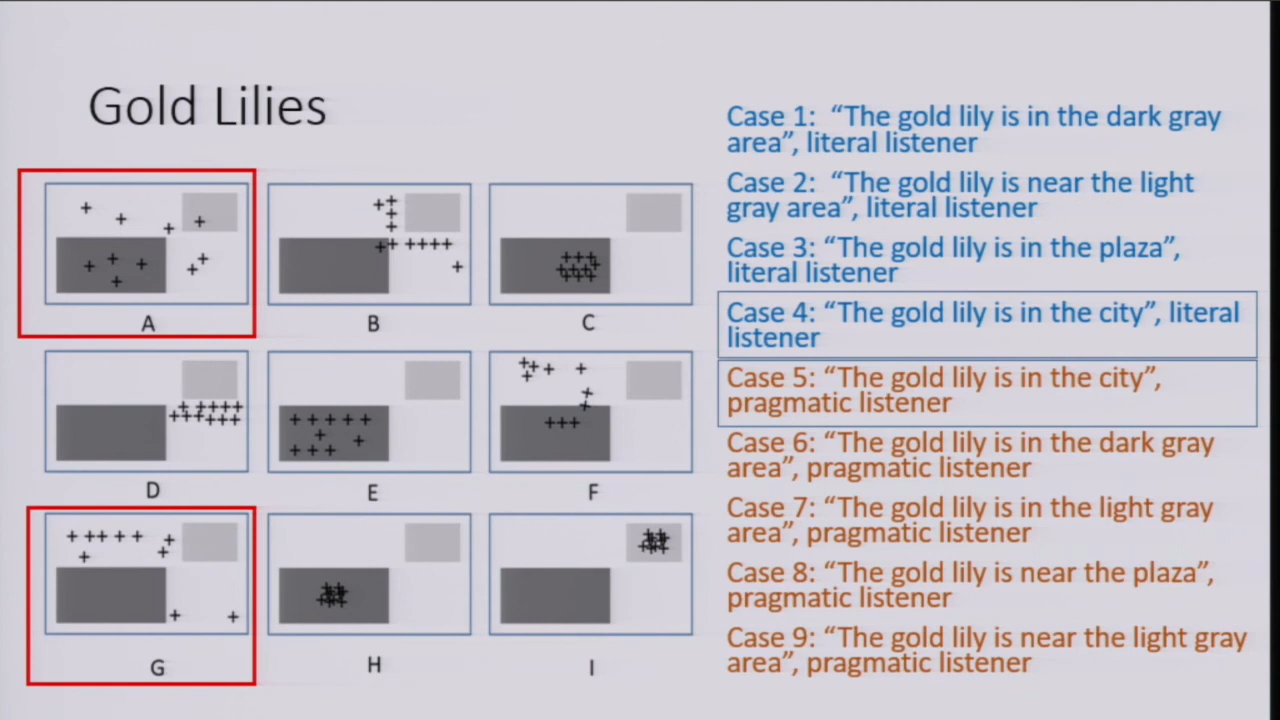 Gold Lilies
A
B
C
D
E
F
G
H
I
Case 1: “The gold lily is in the dark gray
area”, literal listener
Case 2: “The gold lily is near the light
gray area”, literal listener
Case 3: “The gold lily is in the plaza”,
literal listener
Case 4: “The gold lily is in the city”, literal
listener
Case 5: “The gold lily is in the city”,
pragmatic listener
Case 6: “The gold lily is in the dark gray
area”, pragmatic listener
Case 7: “The gold lily is in the light gray
area”, pragmatic listener
Case 8: “The gold lily is near the plaza”,
pragmatic listener
Case 9: “The gold lily is near the light gray
area”, pragmatic listener